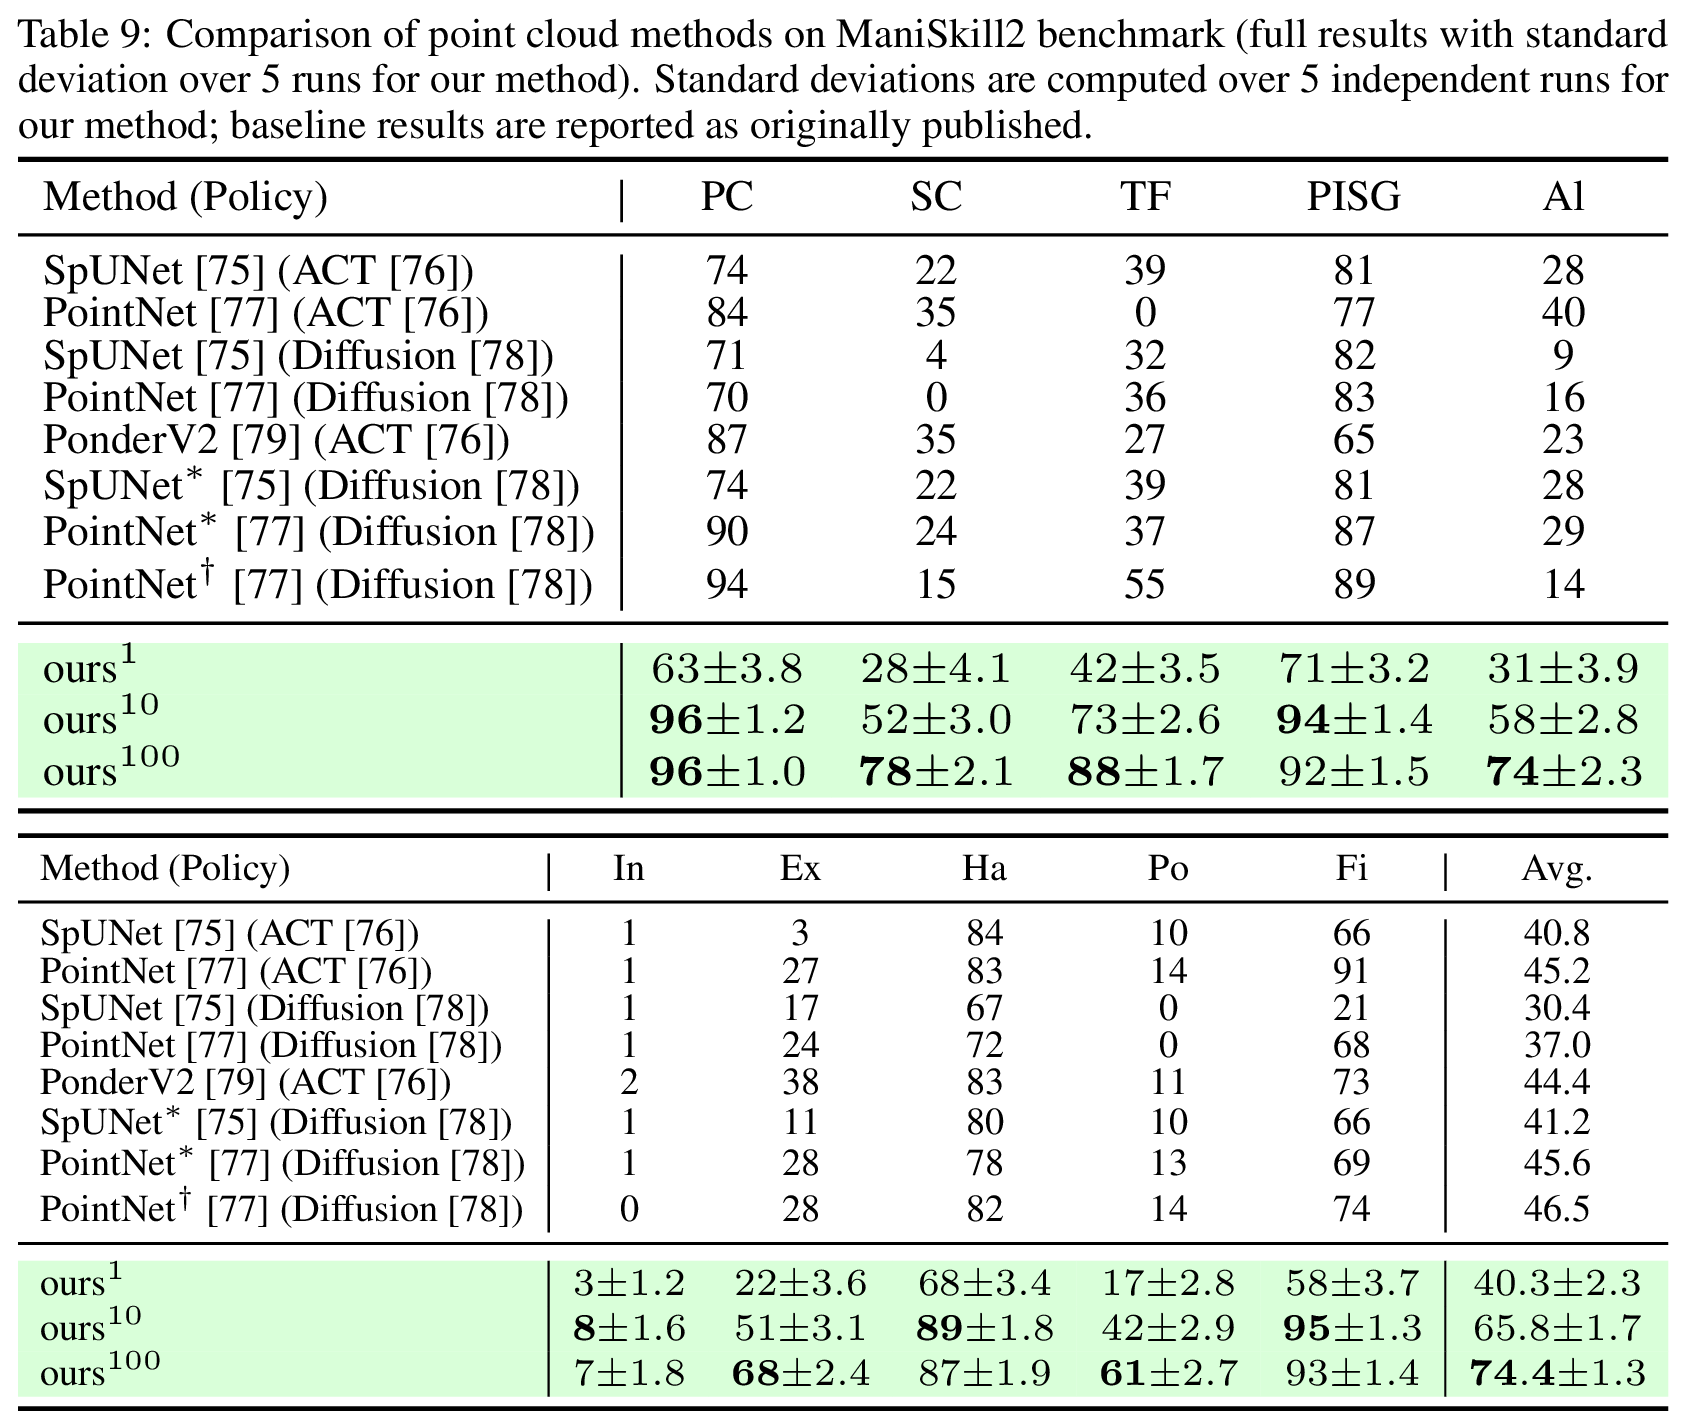 Table 9: Comparison of point cloud methods on ManiSkill2 benchmark (full results with standard
deviation over 5 runs for our method). Standard deviations are computed over 5 independent runs for
our method; baseline results are reported as originally published.
Method (Policy) | PC SC TF PISG Al
SpUNet [75] (ACT [76]) 74 22 39 81 28
PointNet [77] (ACT [76]) 84 35 0 77 40
SpUNet [75] (Diffusion [78]) 71 4 32 82 9
PointNet [77] (Diffusion [78]) 70 0 36 83 16
PonderV2 [79] (ACT [76]) 87 35 27 65 23
SpUNet* [75] (Diffusion [78]) 74 22 39 81 28
PointNet* [77] (Diffusion [78]) 90 24 37 87 29
PointNet† [77] (Diffusion [78]) 94 15 55 89 14
ours¹ 63±3.8 28±4.1 42±3.5 71±3.2 31±3.9
ours¹⁰ 96±1.2 52±3.0 73±2.6 94±1.4 58±2.8
ours¹⁰⁰ 96±1.0 78±2.1 88±1.7 92±1.5 74±2.3
Method (Policy) | In Ex Ha Po Fi | Avg.
SpUNet [75] (ACT [76]) 1 3 84 10 66 40.8
PointNet [77] (ACT [76]) 1 27 83 14 91 45.2
SpUNet [75] (Diffusion [78]) 1 17 67 0 21 30.4
PointNet [77] (Diffusion [78]) 1 24 72 0 68 37.0
PonderV2 [79] (ACT [76]) 2 38 83 11 73 44.4
SpUNet* [75] (Diffusion [78]) 1 11 80 10 66 41.2
PointNet* [77] (Diffusion [78]) 1 28 78 13 69 45.6
PointNet† [77] (Diffusion [78]) 0 28 82 14 74 46.5
ours¹ 3±1.2 22±3.6 68±3.4 17±2.8 58±3.7 40.3±2.3
ours¹⁰ 8±1.6 51±3.1 89±1.8 42±2.9 95±1.3 65.8±1.7
ours¹⁰⁰ 7±1.8 68±2.4 87±1.9 61±2.7 93±1.4 74.4±1.3